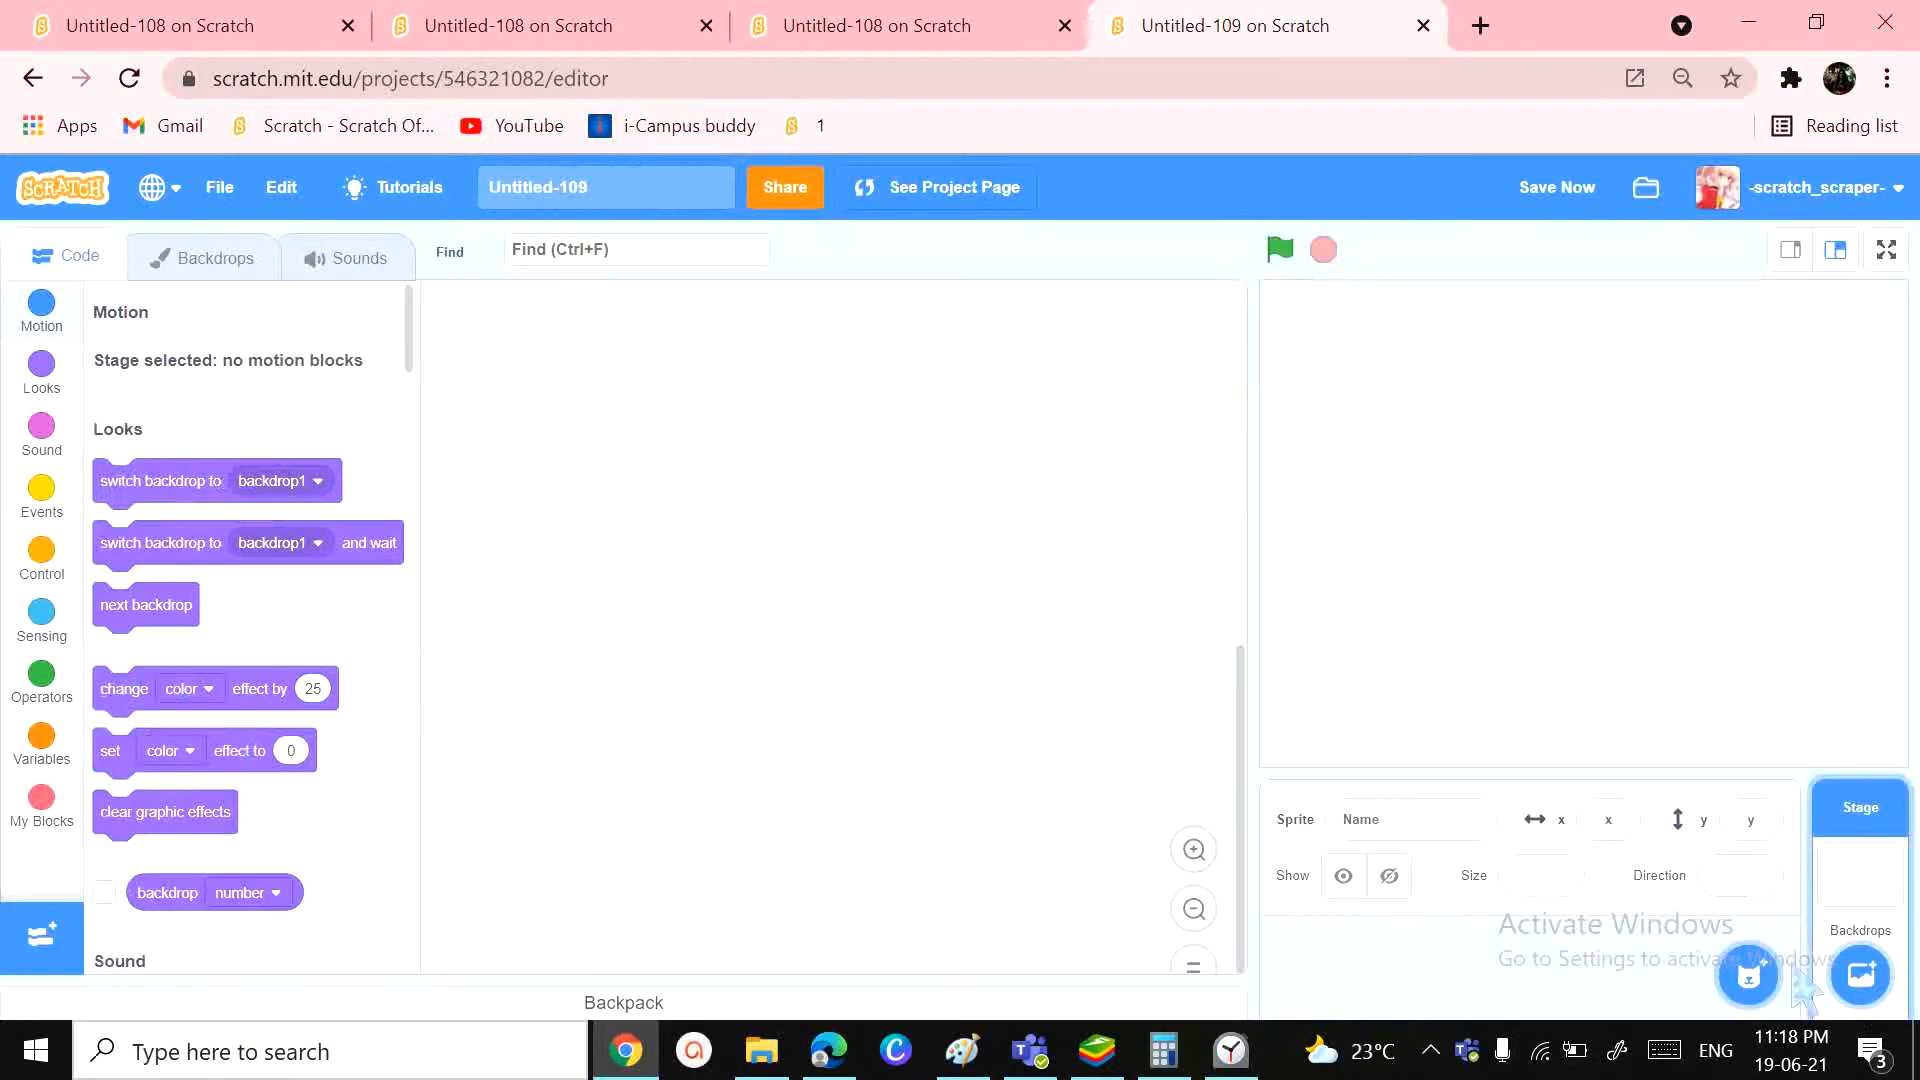 Untitled-108 on Scratch
Untitled-108 on Scratch
Untitled-108 on Scratch
Untitled-109 on Scratch
scratch.mit.edu/projects/546321082/editor
Apps
Gmail
Scratch - Scratch Of...
YouTube
i-Campus buddy
1
Reading list
SCRATCH
File
Edit
Tutorials
Untitled-109
Share
See Project Page
Save Now
-scratch_scraper-
Code
Backdrops
Sounds
Find
Find (Ctrl+F)
Motion
Looks
Sound
Events
Control
Sensing
Operators
Variables
My Blocks
Motion
Stage selected: no motion blocks
Looks
switch backdrop to backdrop1
switch backdrop to backdrop1 and wait
next backdrop
change color effect by 25
set color effect to 0
clear graphic effects
backdrop number
Sound
Backpack
Sprite Name x x y y
Show Size Direction
Stage
Backdrops
Activate Windows
Go to Settings to activate Windows
Type here to search
23°C
ENG
11:18 PM
19-06-21
3